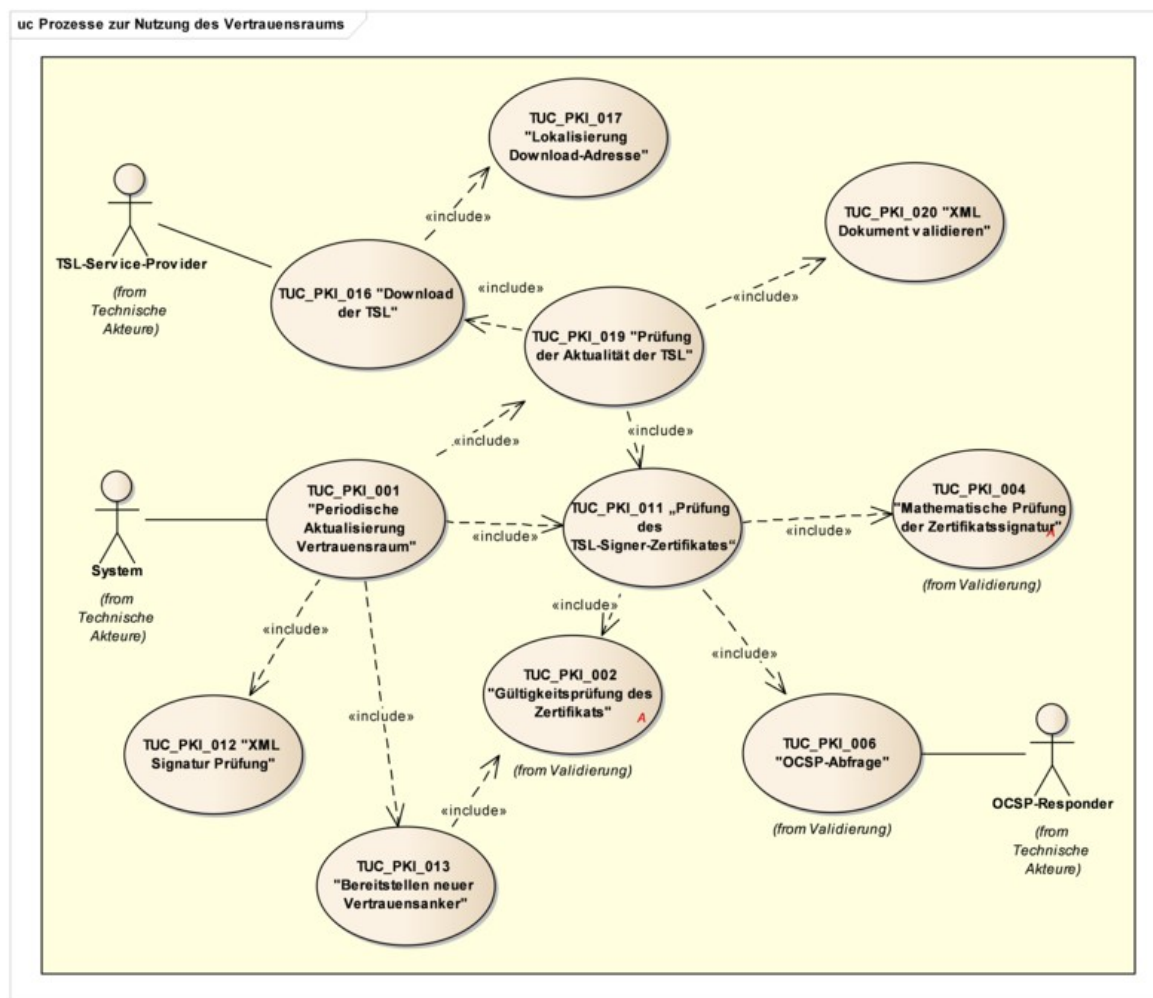 uc Prozesse zur Nutzung des Vertrauensraums
TUC_PKI_017
"Lokalisierung
Download-Adresse"
«include»
TUC_PKI_020 "XML
Dokument validieren"
«include»
TSL-Service-Provider
(from
Technische
Akteure)
TUC_PKI_016 "Download
der TSL"
«include»
TUC_PKI_019 "Prüfung
der Aktualität der TSL"
«include»
«include»
System
(from
Technische
Akteure)
TUC_PKI_001
"Periodische
Aktualisierung
Vertrauensraum"
«include»
TUC_PKI_011 „Prüfung
des
TSL-Signer-Zertifikates“
«include»
TUC_PKI_004
"Mathematische Prüfung
der Zertifikatssignatur"
A
(from Validierung)
«include»
«include»
«include»
«include»
TUC_PKI_002
"Gültigkeitsprüfung des
Zertifikats"
A
(from Validierung)
TUC_PKI_012 "XML
Signatur Prüfung"
TUC_PKI_006
"OCSP-Abfrage"
(from Validierung)
OCSP-Responder
(from
Technische
Akteure)
«include»
TUC_PKI_013
"Bereitstellen neuer
Vertrauensanker"